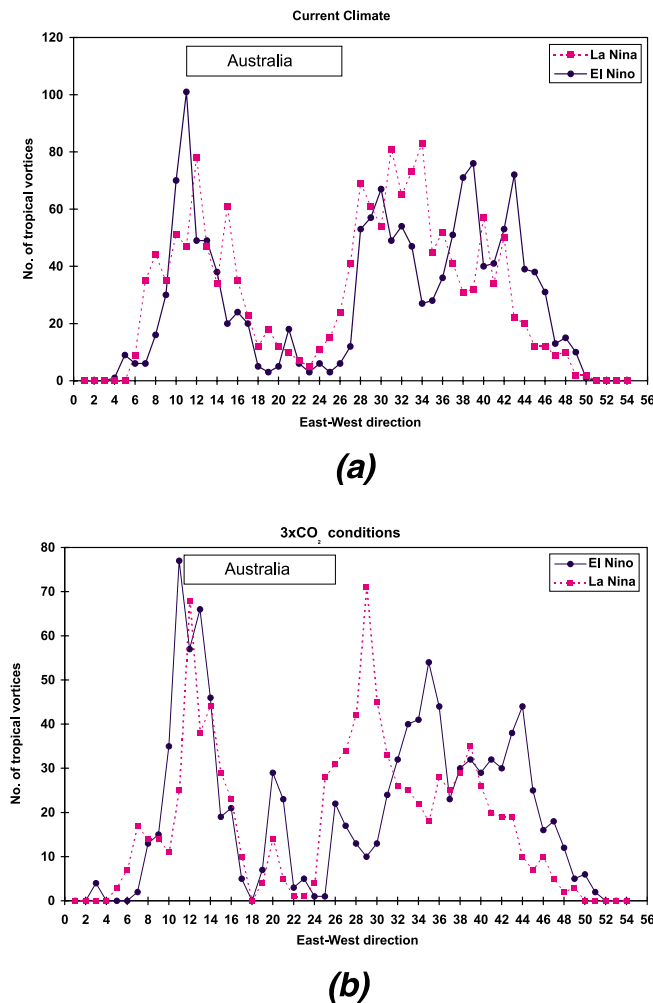 Current Climate
120
100
80
60
40
20
0
No. of tropical vortices
Australia
La Nina
El Nino
0 2 4 6 8 10 12 14 16 18 20 22 24 26 28 30 32 34 36 38 40 42 44 46 48 50 52 54 56
East-West direction
(a)
3xCO₂ conditions
80
70
60
50
40
30
20
10
0
No. of tropical vortices
Australia
El Nino
La Nina
0 2 4 6 8 10 12 14 16 18 20 22 24 26 28 30 32 34 36 38 40 42 44 46 48 50 52 54 56
East-West direction
(b)